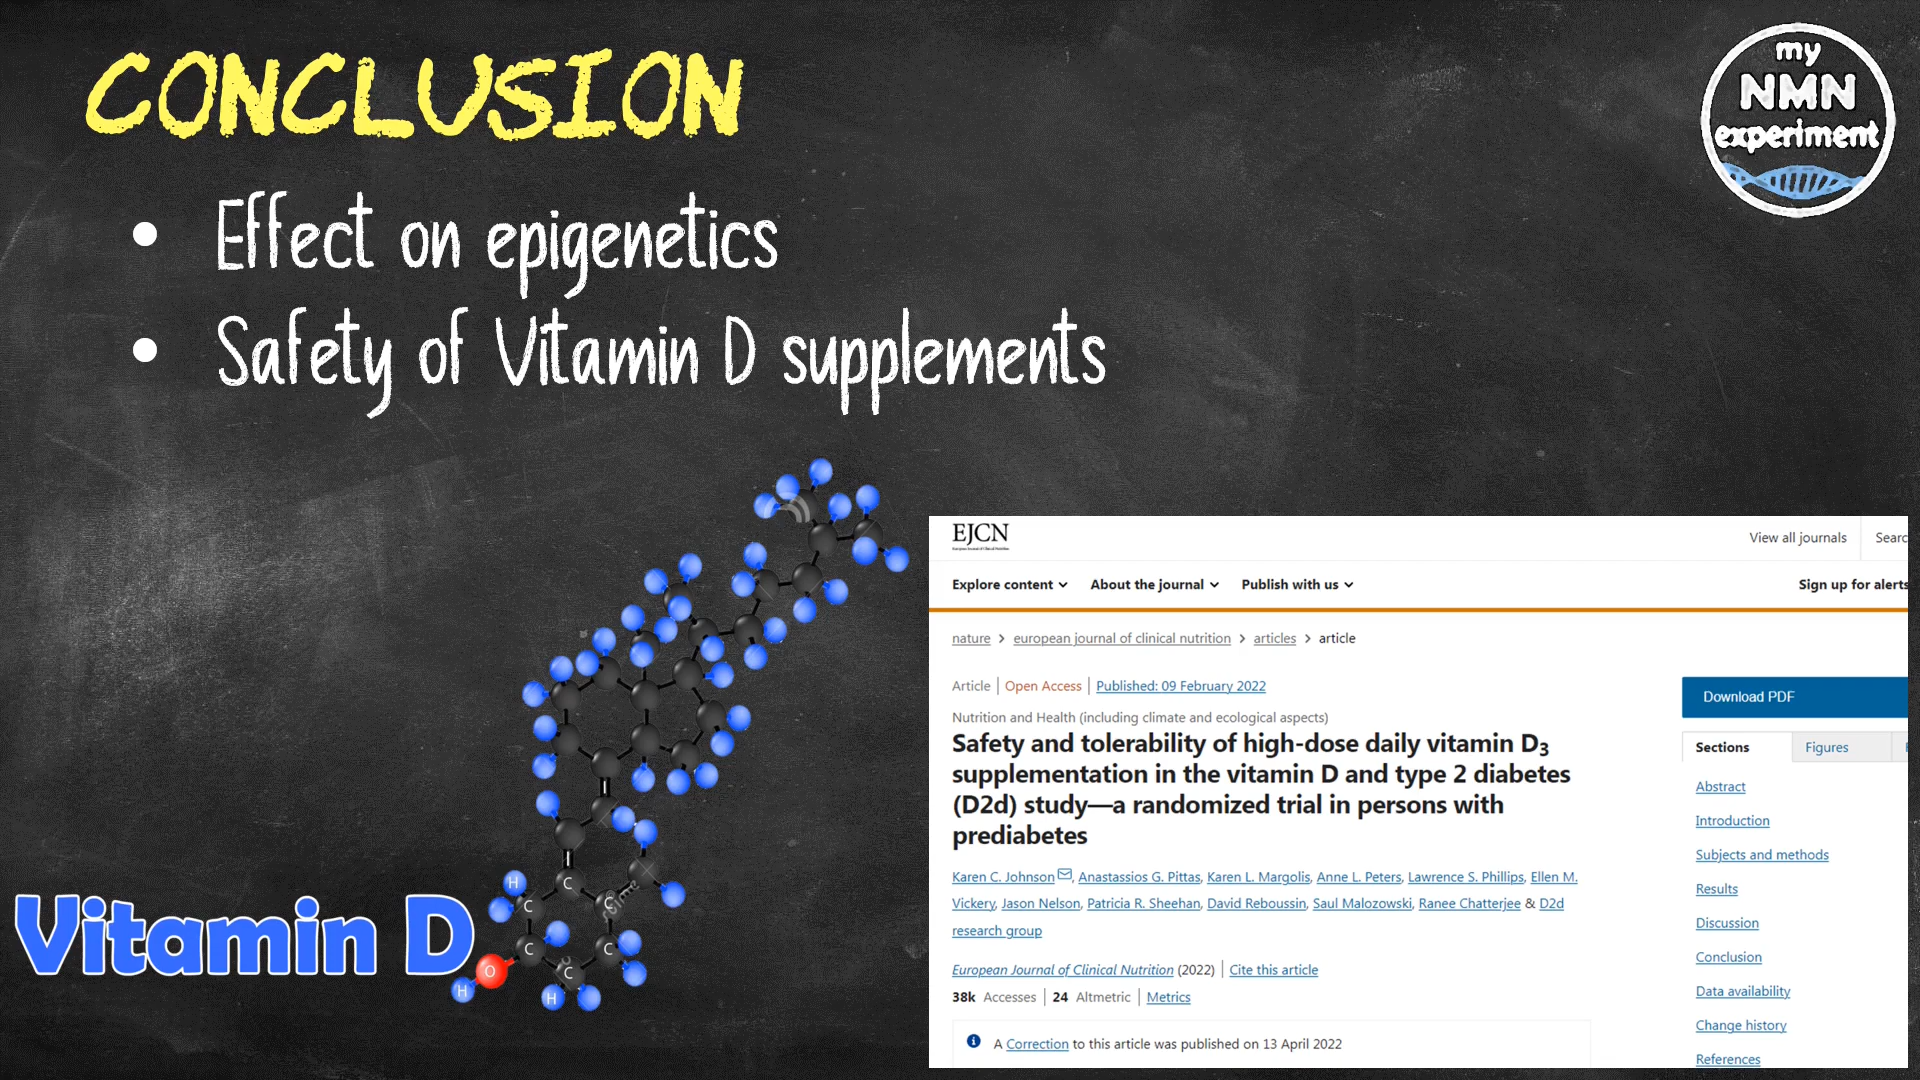 CONCLUSION
my
NMN
experiment
• Effect on epigenetics
• Safety of Vitamin D supplements
Vitamin D
H
C
C
C
C
C
C
O
H
H
EJCN
View all journals
Searc
Explore content
About the journal
Publish with us
Sign up for alerts
nature > european journal of clinical nutrition > articles > article
Article | Open Access | Published: 09 February 2022
Download PDF
Nutrition and Health (including climate and ecological aspects)
Safety and tolerability of high-dose daily vitamin D₃
supplementation in the vitamin D and type 2 diabetes
(D2d) study—a randomized trial in persons with
prediabetes
Karen C. Johnson, Anastassios G. Pittas, Karen L. Margolis, Anne L. Peters, Lawrence S. Phillips, Ellen M.
Vickery, Jason Nelson, Patricia R. Sheehan, David Reboussin, Saul Malozowski, Ranee Chatterjee & D2d
research group
European Journal of Clinical Nutrition (2022) | Cite this article
38k Accesses | 24 Altmetric | Metrics
A Correction to this article was published on 13 April 2022
Sections
Figures
Abstract
Introduction
Subjects and methods
Results
Discussion
Conclusion
Data availability
Change history
References